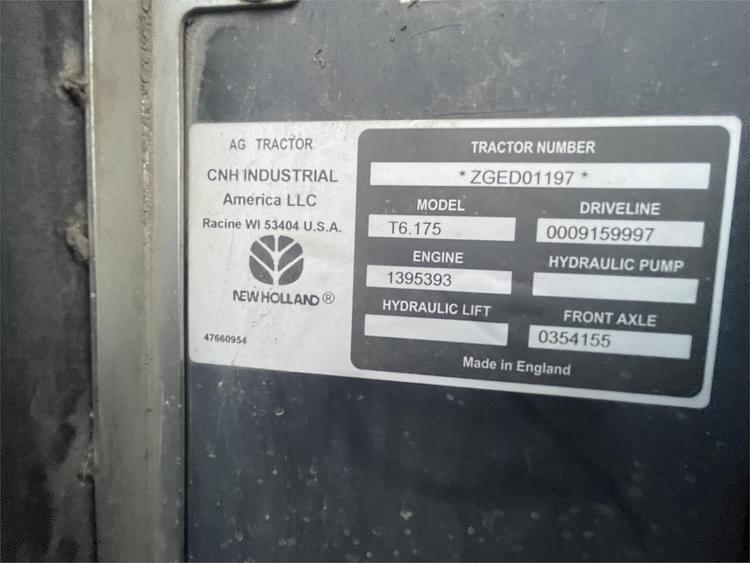 AG TRACTOR
CNH INDUSTRIAL
America LLC
Racine WI 53404 U.S.A.
NEW HOLLAND ®
47660954
TRACTOR NUMBER
* ZGED01197 *
MODEL
T6.175
DRIVELINE
0009159997
ENGINE
1395393
HYDRAULIC PUMP
HYDRAULIC LIFT
FRONT AXLE
0354155
Made in England